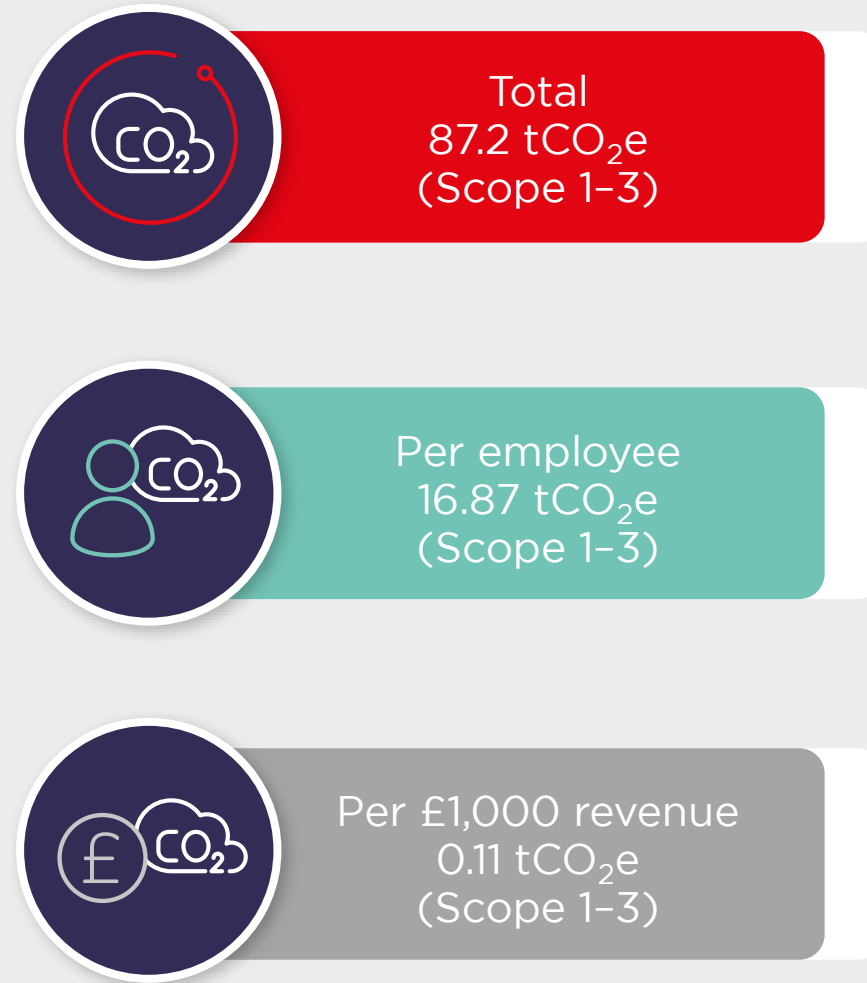 CO₂
Total
87.2 tCO₂e
(Scope 1–3)
CO₂
Per employee
16.87 tCO₂e
(Scope 1–3)
£
CO₂
Per £1,000 revenue
0.11 tCO₂e
(Scope 1–3)